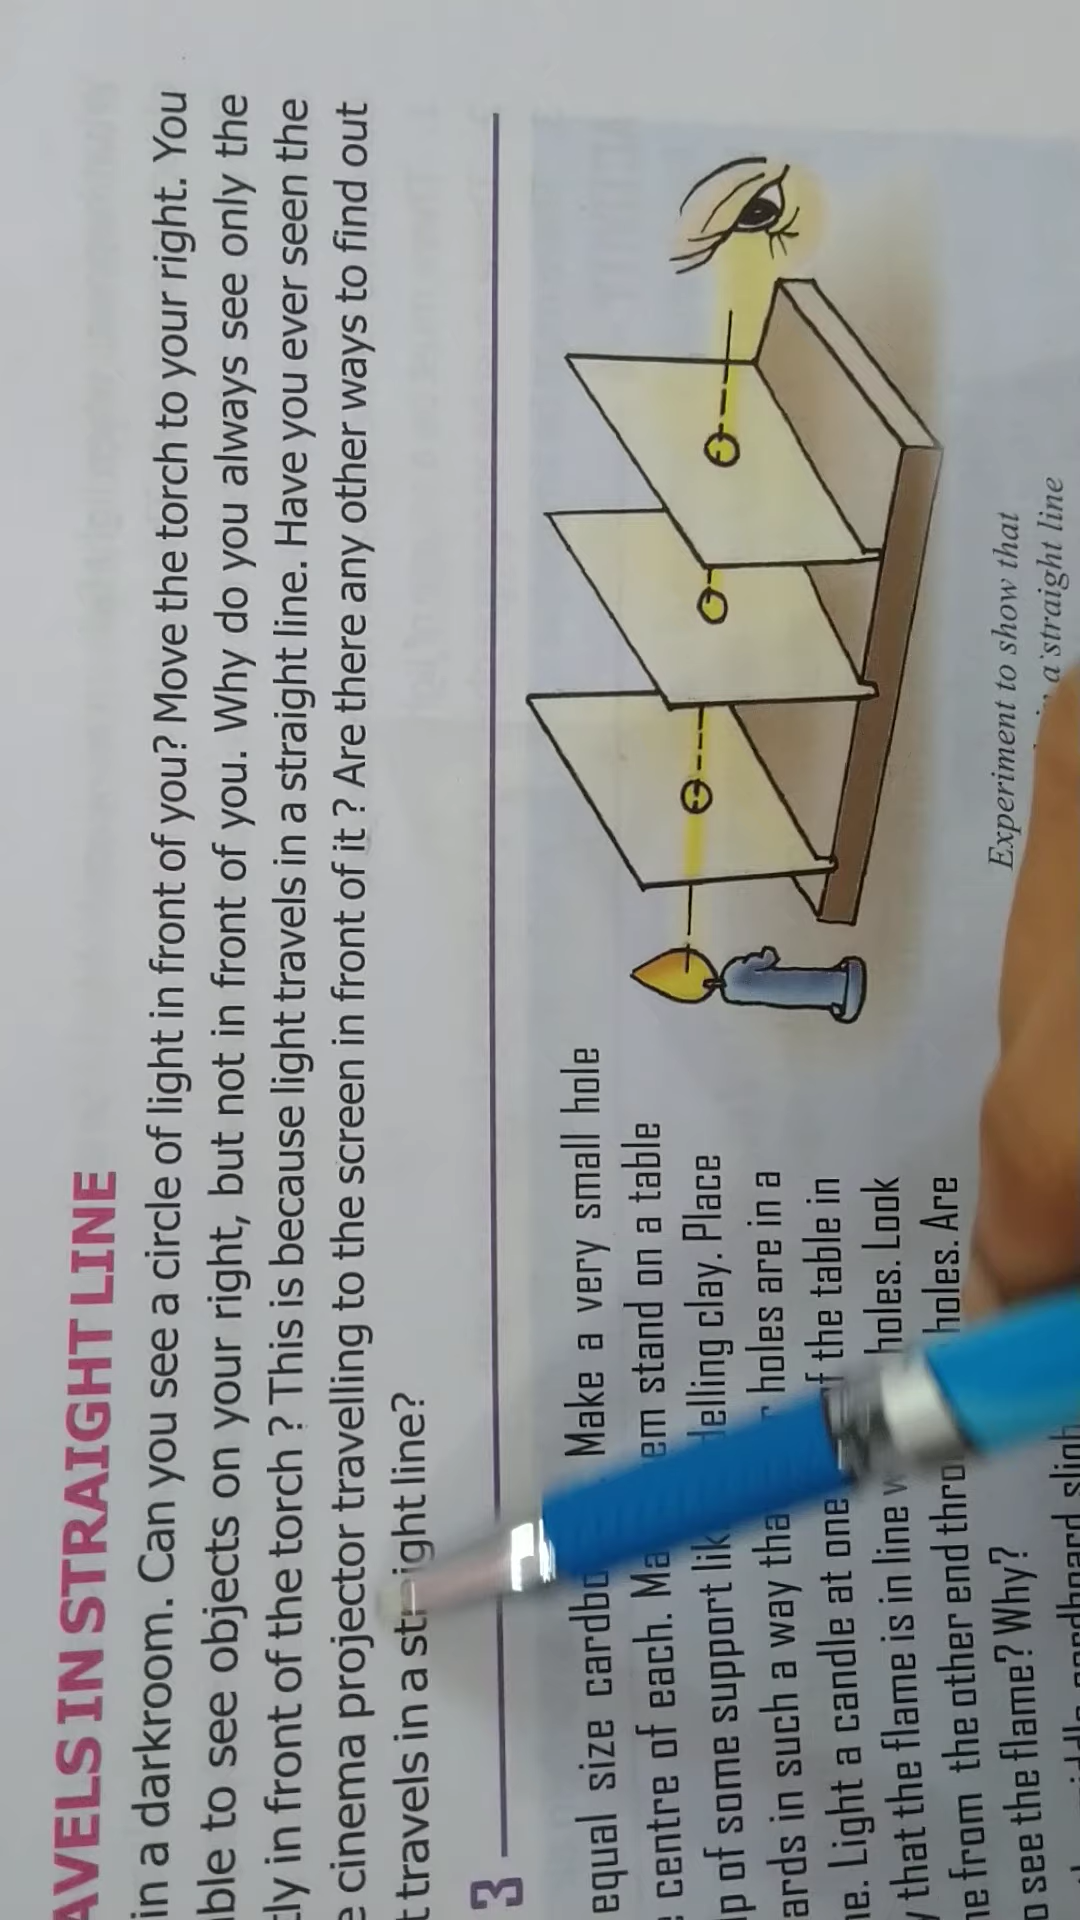 AVELS IN STRAIGHT LINE
in a darkroom. Can you see a circle of light in front of you? Move the torch to your right. You
ble to see objects on your right, but not in front of you. Why do you always see only the
tly in front of the torch ? This is because light travels in a straight line. Have you ever seen the
e cinema projector travelling to the screen in front of it ? Are there any other ways to find out
t travels in a straight line?
3
equal size cardbo Make a very small hole
centre of each. Ma em stand on a table
p of some support lik delling clay. Place
ards in such a way tha holes are in a
ne. Light a candle at one f the table in
that the flame is in line w holes. Look
ne from the other end thro holes. Are
o see the flame? Why?
Experiment to show that
a straight line